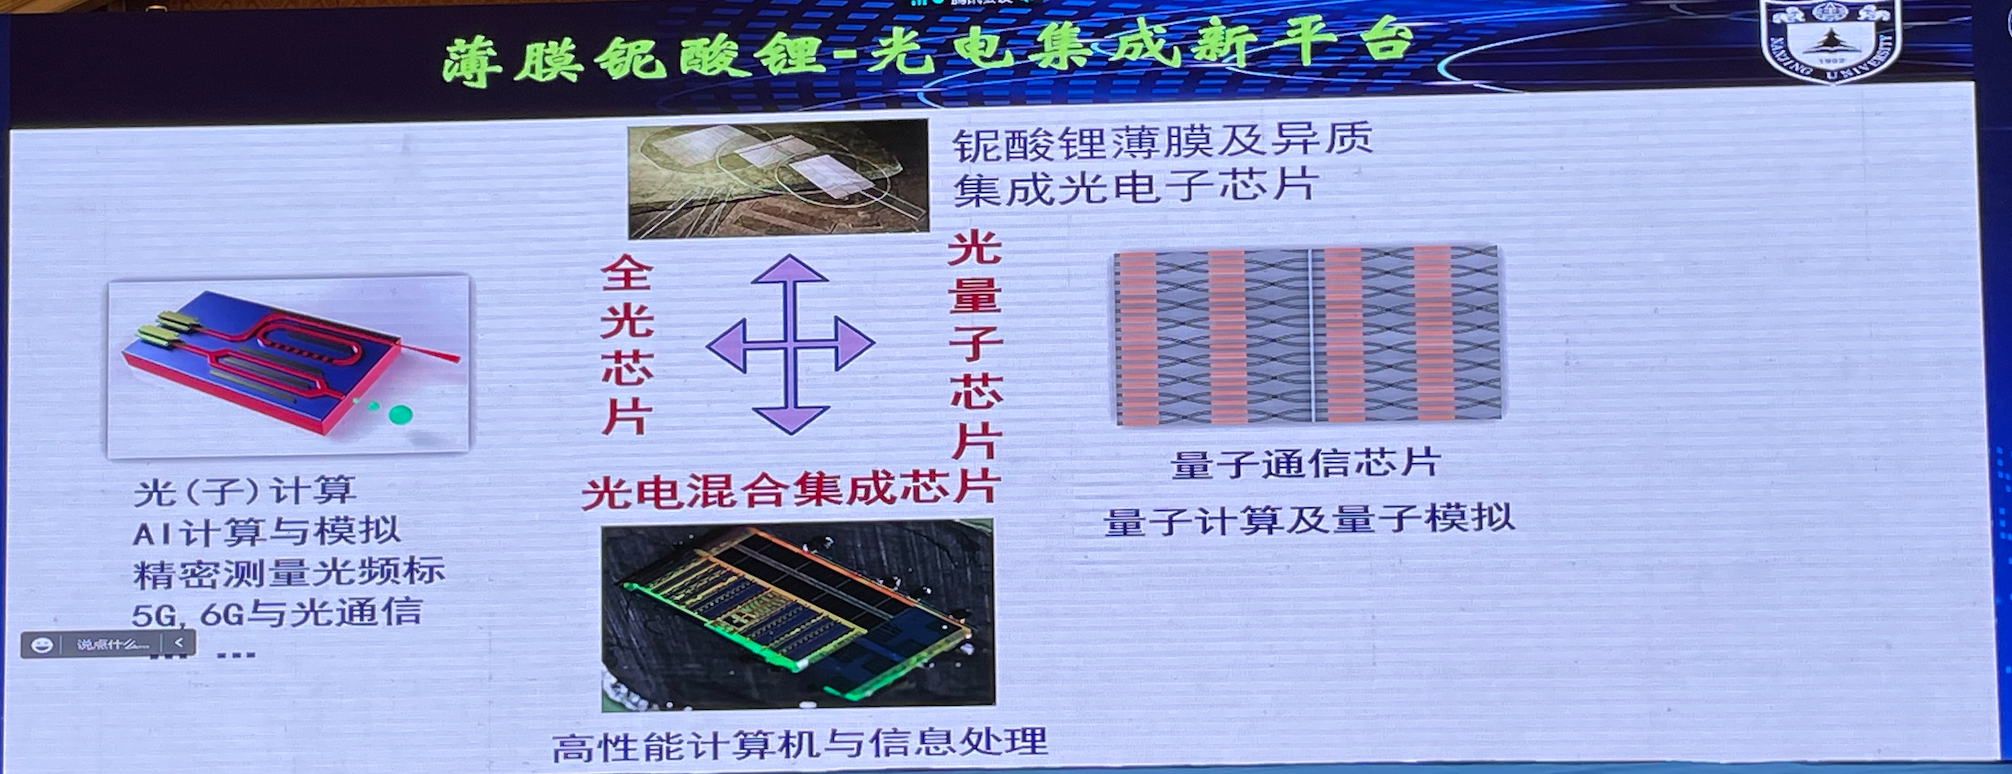 薄膜铌酸锂-光电集成新平台
NANJING UNIVERSITY
1902
铌酸锂薄膜及异质
集成光电子芯片
全光芯片
光量子芯片
光电混合集成芯片
光(子)计算
AI计算与模拟
精密测量光频标
5G, 6G与光通信
... ...
说点什么...
量子通信芯片
量子计算及量子模拟
高性能计算机与信息处理